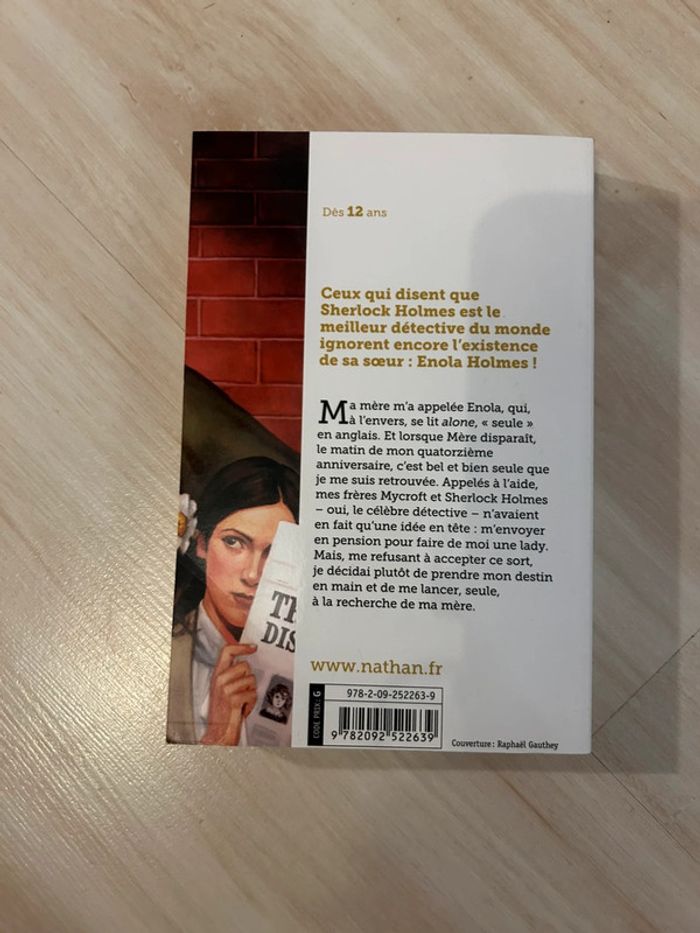 Dès 12 ans
Ceux qui disent que
Sherlock Holmes est le
meilleur détective du monde
ignorent encore l'existence
de sa sœur : Enola Holmes !
Ma mère m'a appelée Enola, qui,
à l'envers, se lit alone, « seule »
en anglais. Et lorsque Mère disparaît,
le matin de mon quatorzième
anniversaire, c'est bel et bien seule que
je me suis retrouvée. Appelés à l'aide,
mes frères Mycroft et Sherlock Holmes
– oui, le célèbre détective – n'avaient
en fait qu'une idée en tête : m'envoyer
en pension pour faire de moi une lady.
Mais, me refusant à accepter ce sort,
je décidai plutôt de prendre mon destin
en main et de me lancer, seule,
à la recherche de ma mère.
TH
DIS
www.nathan.fr
CODE PRIX : G
978-2-09-252263-9
9 782092 522639
Couverture : Raphaël Gauthey